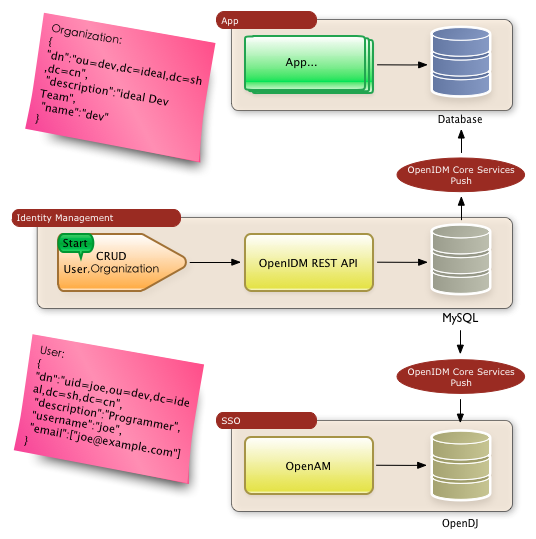 Organization:
{
"dn":"ou=dev,dc=ideal,dc=sh
,dc=cn",
"description":"Ideal Dev
Team",
"name":"dev"
}
App
App...
Database
OpenIDM Core Services
Push
Identity Management
Start
CRUD
User,Organization
OpenIDM REST API
MySQL
User:
{
"dn":"uid=joe,ou=dev,dc=ide
al,dc=sh,dc=cn",
"description":"Programmer",
"username":"joe",
"email":["joe@example.com"]
}
OpenIDM Core Services
Push
SSO
OpenAM
OpenDJ